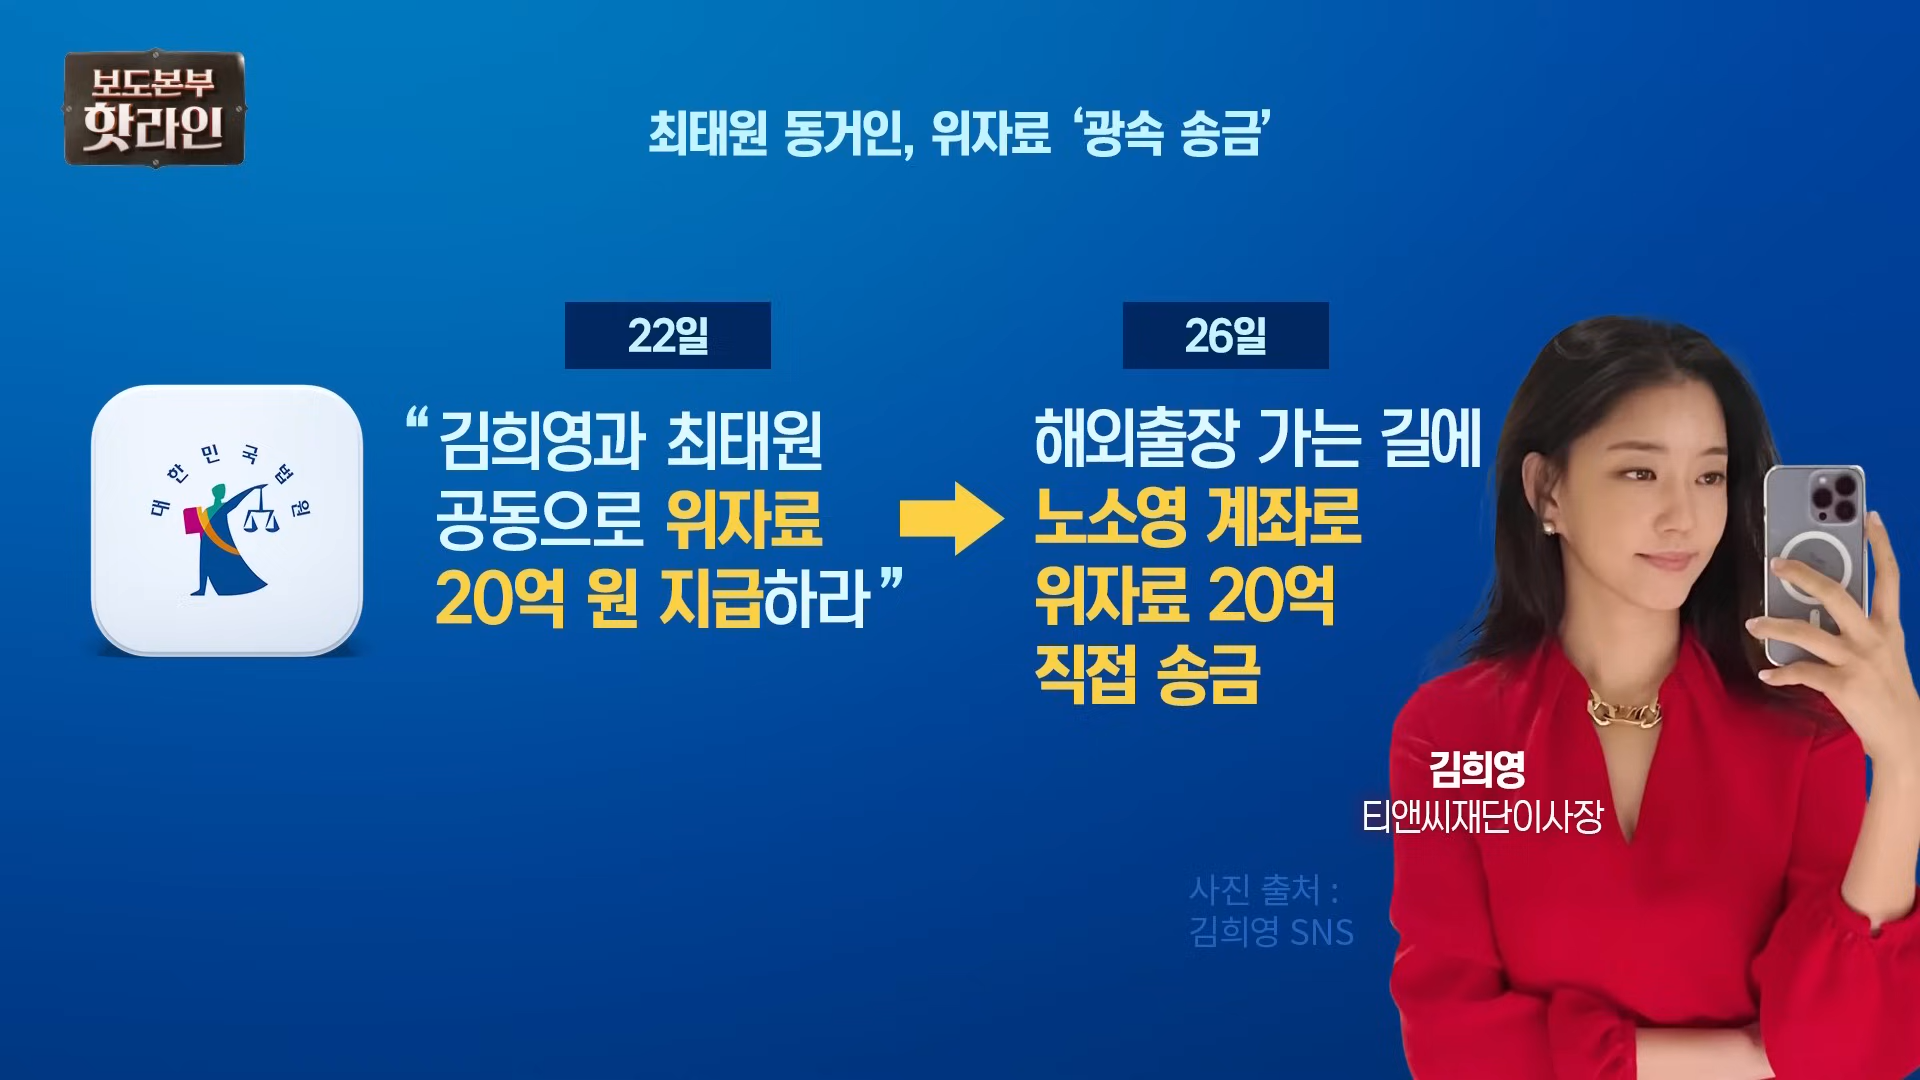 보도본부
핫라인
최태원 동거인, 위자료 ‘광속 송금’
22일
“김희영과 최태원
공동으로 위자료
20억 원 지급하라”
대한민국법원
26일
해외출장 가는 길에
노소영 계좌로
위자료 20억
직접 송금
김희영
티앤씨재단이사장
사진 출처 :
김희영 SNS